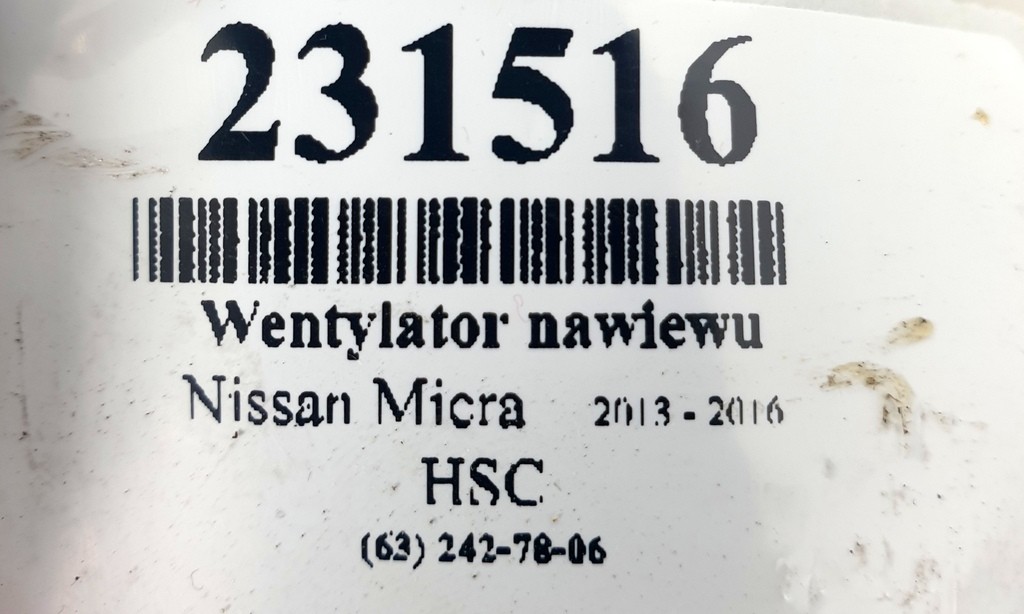 231516
Wentylator nawiewu
Nissan Micra 2013 - 2016
HSC
(63) 242-78-06